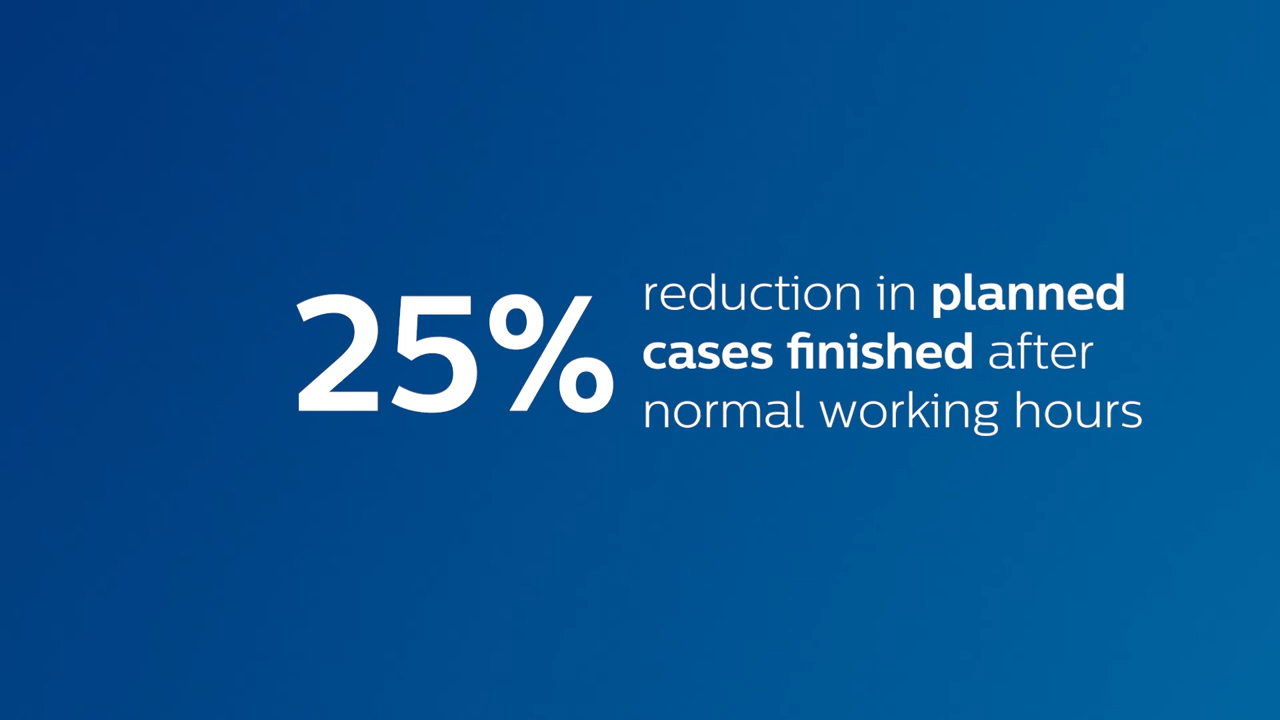 25%
reduction in planned
cases finished after
normal working hours